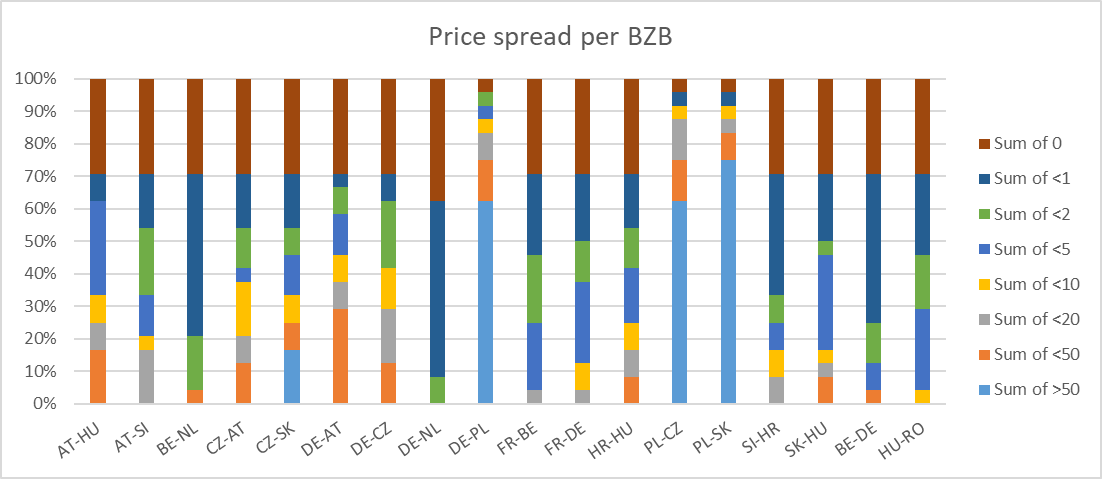 Price spread per BZB
100%
90%
80%
70%
60%
50%
40%
30%
20%
10%
0%
AT-HU
AT-SI
BE-NL
CZ-AT
CZ-SK
DE-AT
DE-CZ
DE-NL
DE-PL
FR-BE
FR-DE
HR-HU
PL-CZ
PL-SK
SI-HR
SK-HU
BE-DE
HU-RO
Sum of 0
Sum of <1
Sum of <2
Sum of <5
Sum of <10
Sum of <20
Sum of <50
Sum of >50